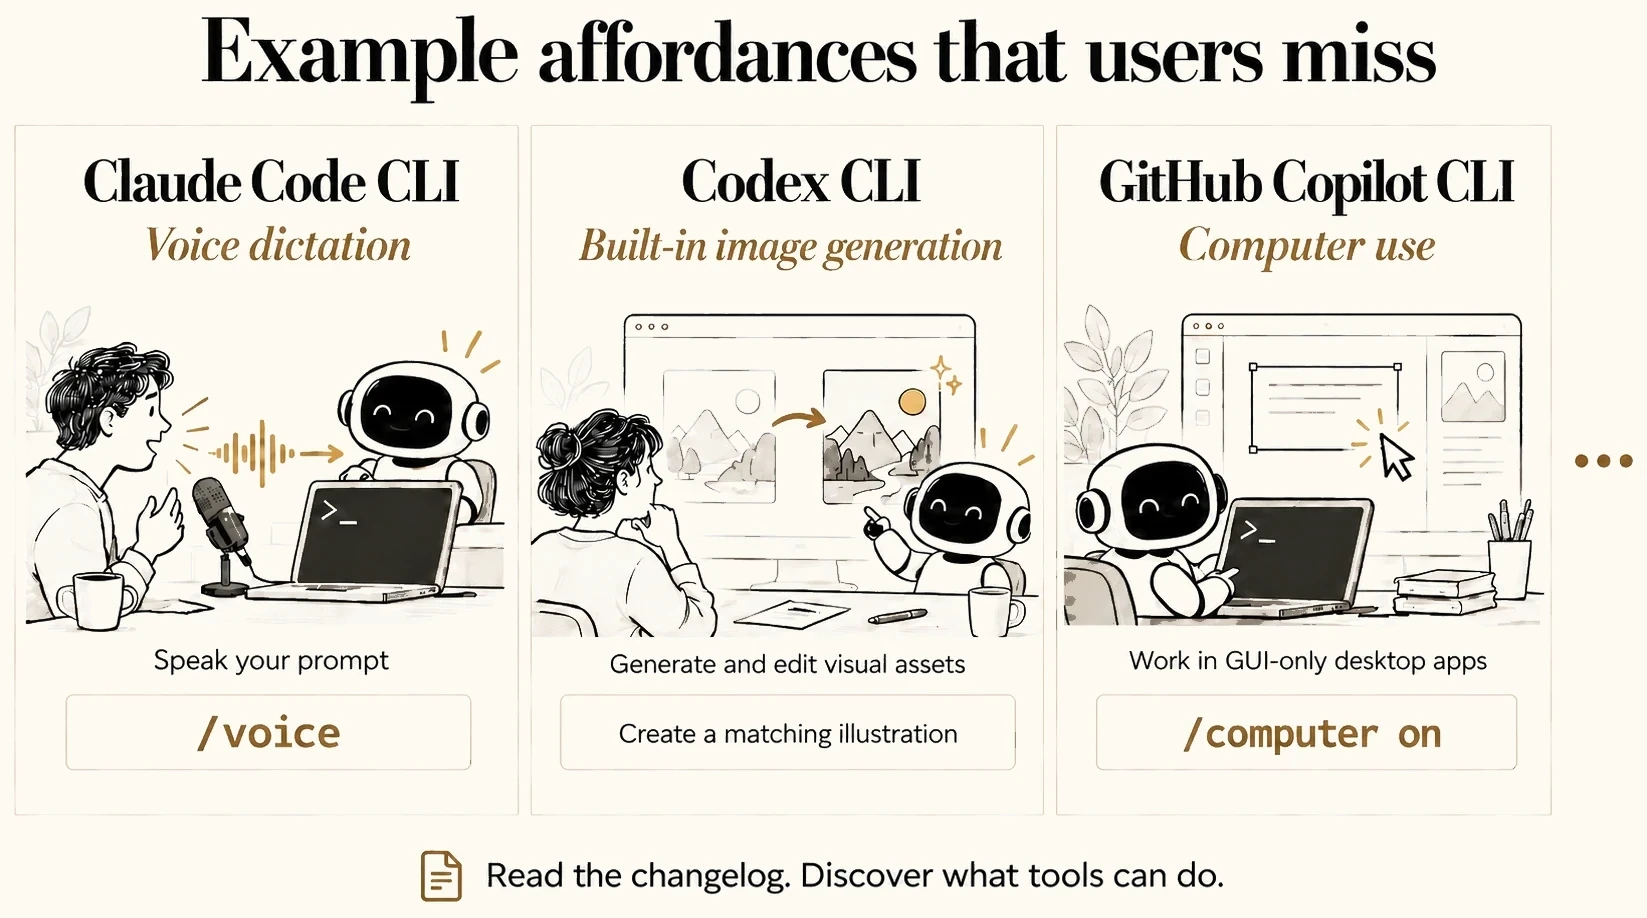 Example affordances that users miss
Claude Code CLI
Voice dictation
>_
Speak your prompt
/voice
Codex CLI
Built-in image generation
Generate and edit visual assets
Create a matching illustration
GitHub Copilot CLI
Computer use
>_
Work in GUI-only desktop apps
/computer on
Read the changelog. Discover what tools can do.